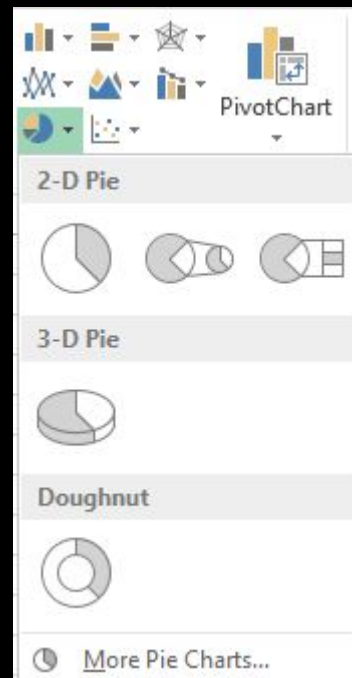 PivotChart
2-D Pie
3-D Pie
Doughnut
More Pie Charts...